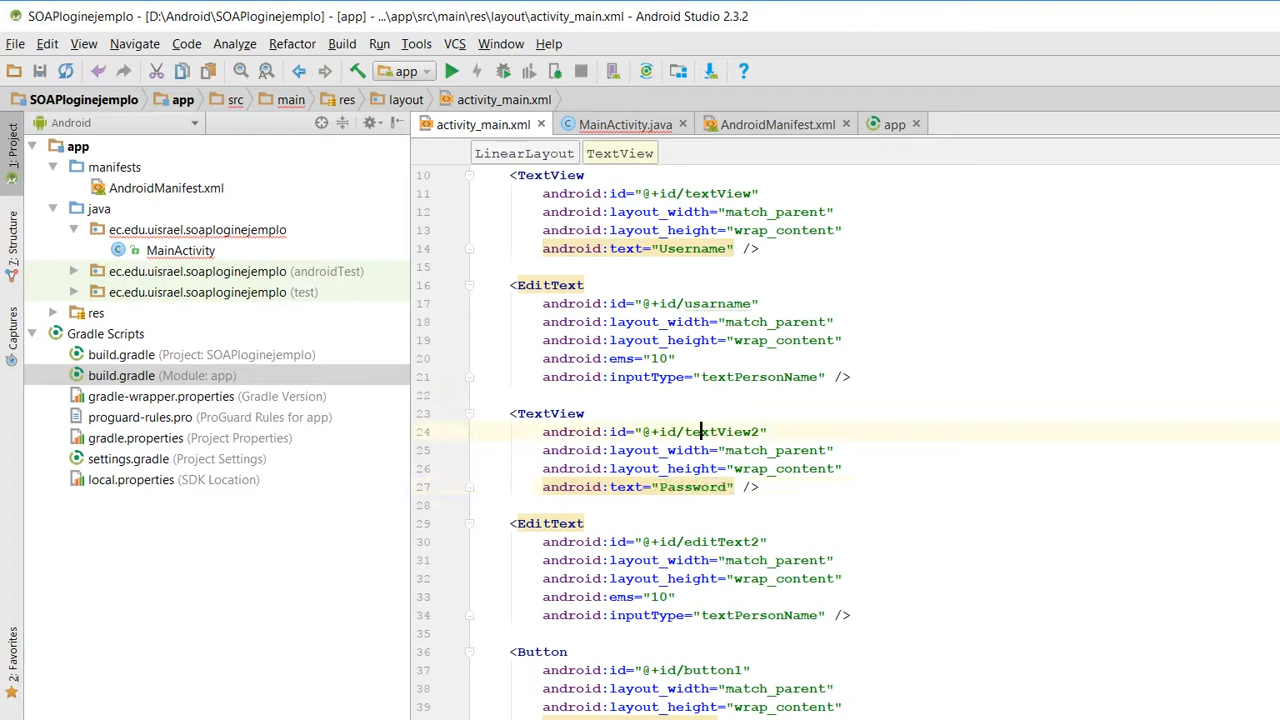 SOAPloginejemplo - [D:\Android\SOAPloginejemplo] - [app] - ...\app\src\main\res\layout\activity_main.xml - Android Studio 2.3.2
File Edit View Navigate Code Analyze Refactor Build Run Tools VCS Window Help
app
SOAPloginejemplo app src main res layout activity_main.xml
Android
activity_main.xml MainActivity.java AndroidManifest.xml app
LinearLayout TextView
1: Project
7: Structure
Captures
2: Favorites
app
manifests
AndroidManifest.xml
java
ec.edu.uisrael.soaploginejemplo
MainActivity
ec.edu.uisrael.soaploginejemplo (androidTest)
ec.edu.uisrael.soaploginejemplo (test)
res
Gradle Scripts
build.gradle (Project: SOAPloginejemplo)
build.gradle (Module: app)
gradle-wrapper.properties (Gradle Version)
proguard-rules.pro (ProGuard Rules for app)
gradle.properties (Project Properties)
settings.gradle (Project Settings)
local.properties (SDK Location)
10 <TextView
11 android:id="@+id/textView"
12 android:layout_width="match_parent"
13 android:layout_height="wrap_content"
14 android:text="Username" />
15
16 <EditText
17 android:id="@+id/usarname"
18 android:layout_width="match_parent"
19 android:layout_height="wrap_content"
20 android:ems="10"
21 android:inputType="textPersonName" />
22
23 <TextView
24 android:id="@+id/textView2"
25 android:layout_width="match_parent"
26 android:layout_height="wrap_content"
27 android:text="Password" />
28
29 <EditText
30 android:id="@+id/editText2"
31 android:layout_width="match_parent"
32 android:layout_height="wrap_content"
33 android:ems="10"
34 android:inputType="textPersonName" />
35
36 <Button
37 android:id="@+id/button1"
38 android:layout_width="match_parent"
39 android:layout_height="wrap_content"